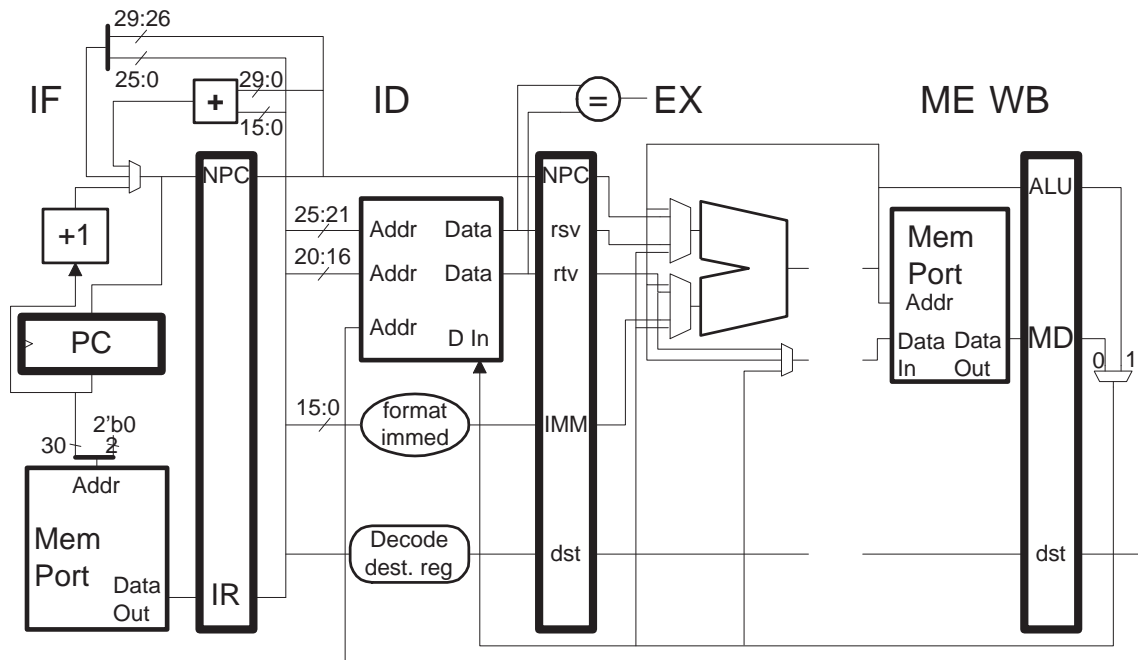 29:26
25:0
29:0
15:0
+
IF
ID
=
EX
ME WB
NPC
NPC
ALU
+1
25:21
20:16
Addr
Data
Addr
Data
Addr
D In
rsv
rtv
Mem
Port
Addr
Data
In
Data
Out
MD
0
1
PC
15:0
format
immed
IMM
30
2'b0
2
Addr
Mem
Port
Data
Out
IR
Decode
dest. reg
dst
dst